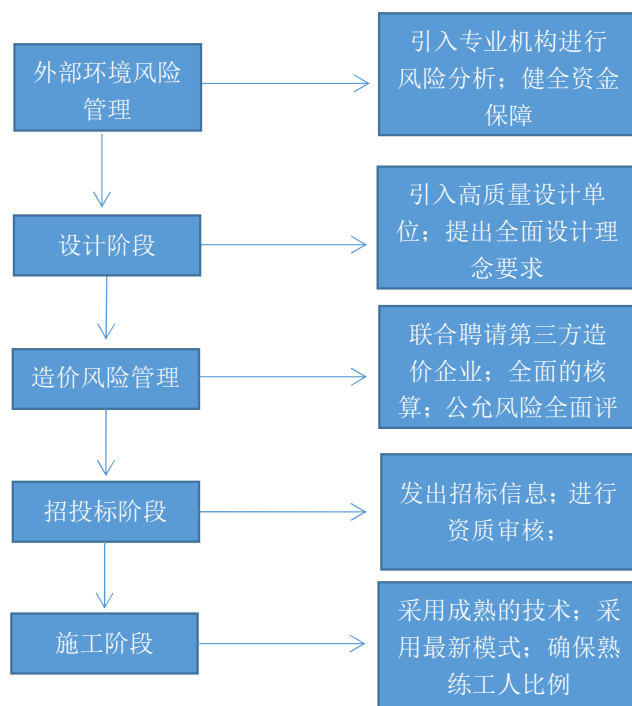 外部环境风险
管理
引入专业机构进行
风险分析；健全资金
保障
设计阶段
引入高质量设计单
位；提出全面设计理
念要求
造价风险管理
联合聘请第三方造
价企业；全面的核
算；公允风险全面评
招投标阶段
发出招标信息；进行
资质审核；
施工阶段
采用成熟的技术；采
用最新模式；确保熟
练工人比例